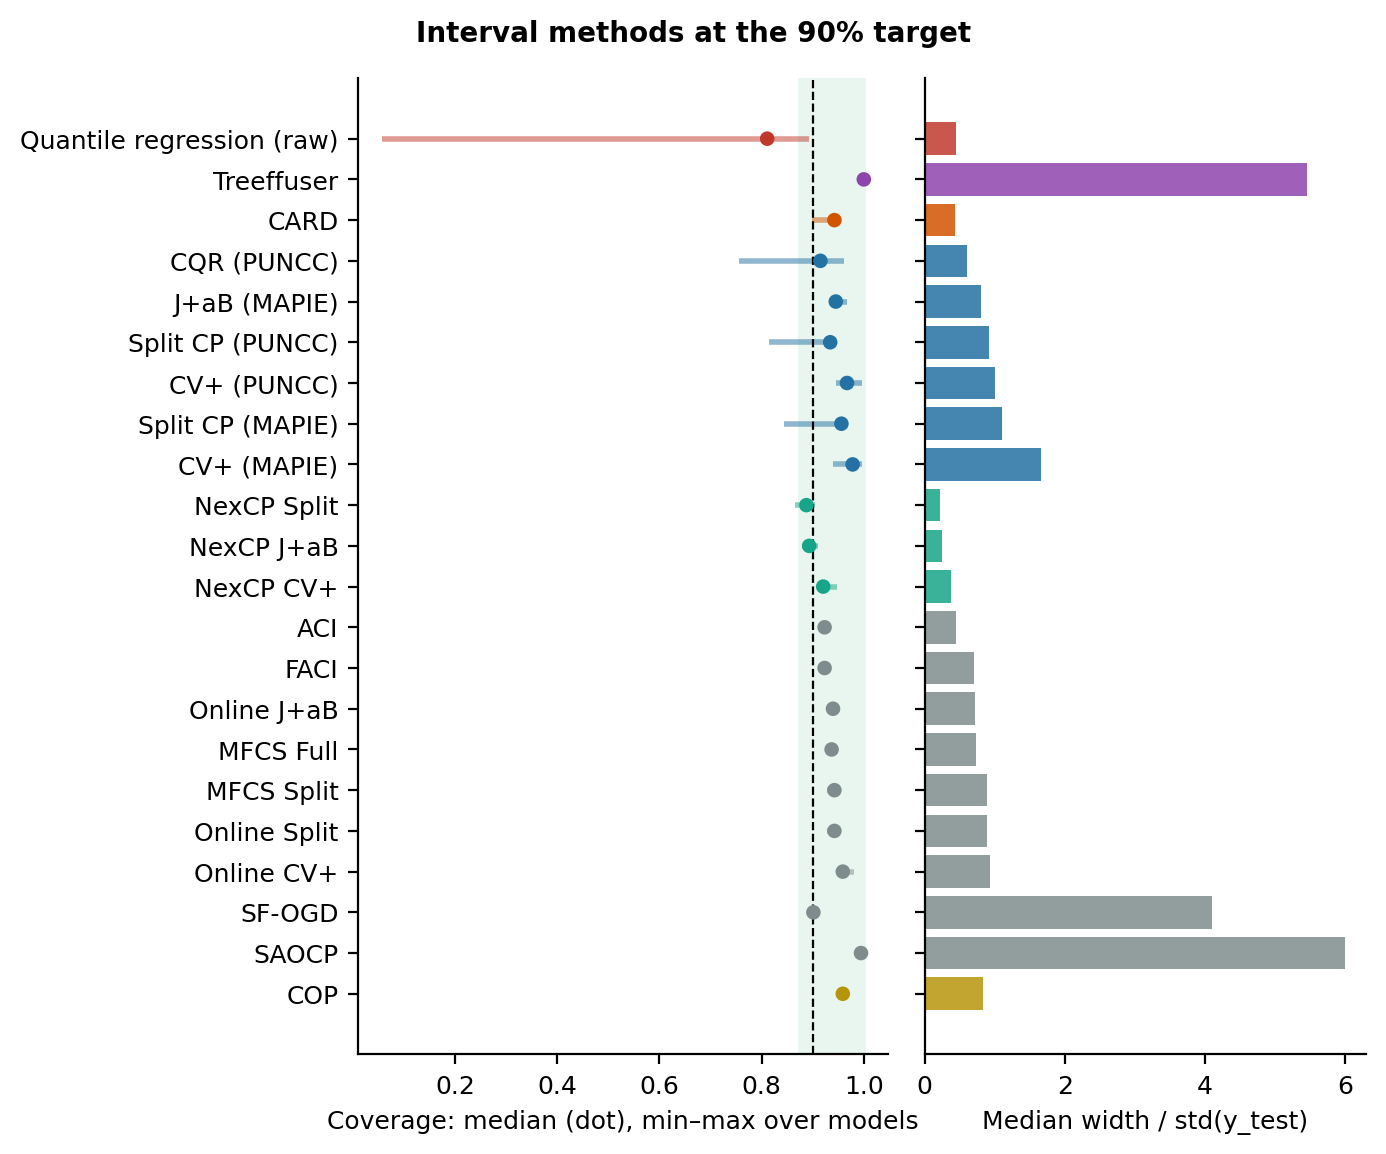 Interval methods at the 90% target
Quantile regression (raw)
Treeffuser
CARD
CQR (PUNCC)
J+aB (MAPIE)
Split CP (PUNCC)
CV+ (PUNCC)
Split CP (MAPIE)
CV+ (MAPIE)
NexCP Split
NexCP J+aB
NexCP CV+
ACI
FACI
Online J+aB
MFCS Full
MFCS Split
Online Split
Online CV+
SF-OGD
SAOCP
COP
0.2 0.4 0.6 0.8 1.0
Coverage: median (dot), min–max over models
0 2 4 6
Median width / std(y_test)